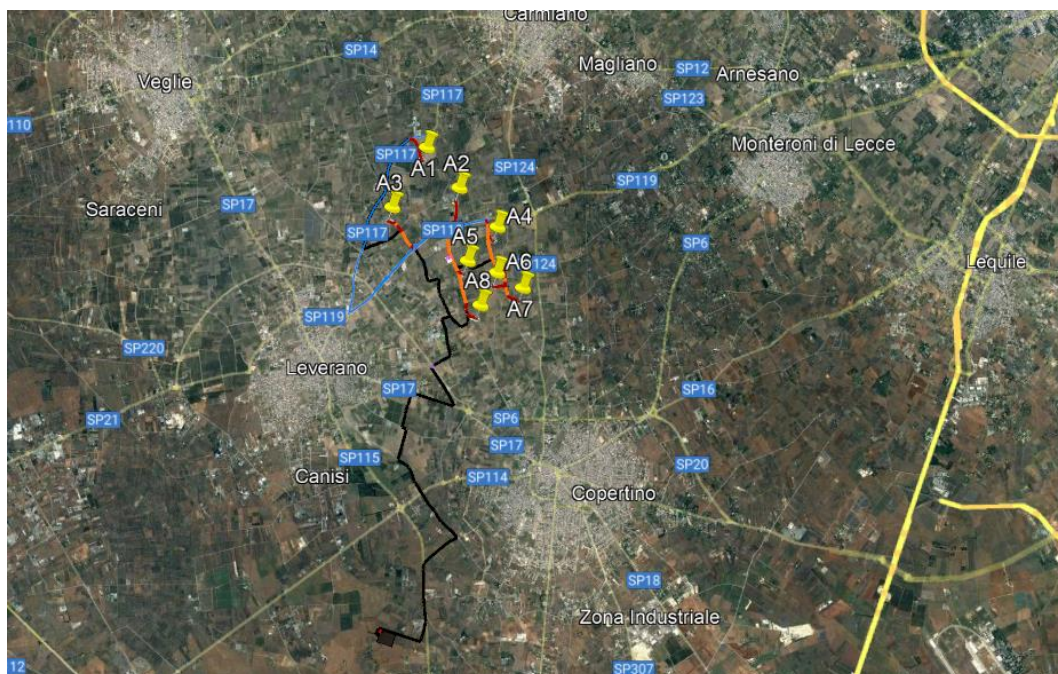 Carmiano
SP14
Magliano
SP12
Arnesano
Veglie
SP117
SP123
110
Monteroni di Lecce
SP117
A1
A2
SP124
SP119
A3
Saraceni
SP17
SP117
A4
A5
SP6
A6
Lequile
A8
A7
SP119
SP220
Leverano
SP17
SP16
SP21
SP6
SP17
SP115
SP114
SP20
Canisi
Copertino
SP18
Zona Industriale
12
SP307